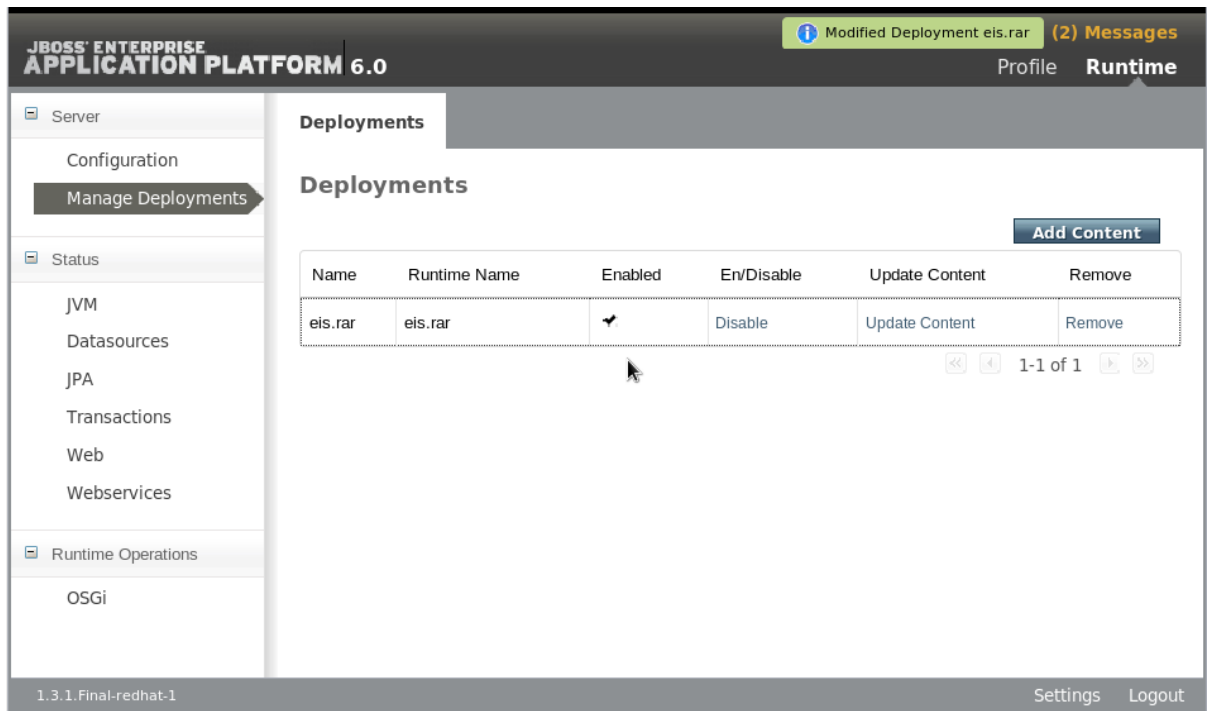 JBOSS' ENTERPRISE
APPLICATION PLATFORM 6.0
Modified Deployment eis.rar
(2) Messages
Profile Runtime
Server
Configuration
Manage Deployments
Status
JVM
Datasources
JPA
Transactions
Web
Webservices
Runtime Operations
OSGi
Deployments
Deployments
Add Content
Name Runtime Name Enabled En/Disable Update Content Remove
eis.rar eis.rar Disable Update Content Remove
1-1 of 1
1.3.1.Final-redhat-1
Settings Logout